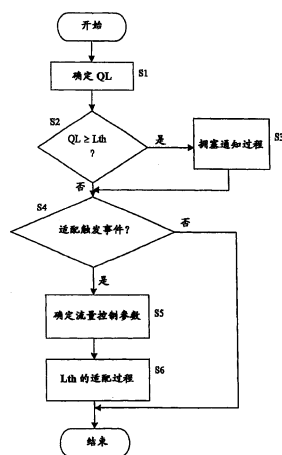 开始
确定 QL
S1
S2
QL ≥ Lth
?
是
拥塞通知过程
S3
否
S4
适配触发事件?
否
是
确定流量控制参数
S5
Lth 的适配过程
S6
结束